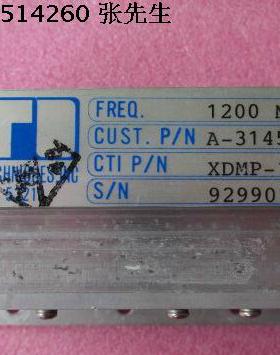 514260 张先生
FREQ. 1200
CUST. P/N A-3145
CTI P/N XDMP-
S/N 92990